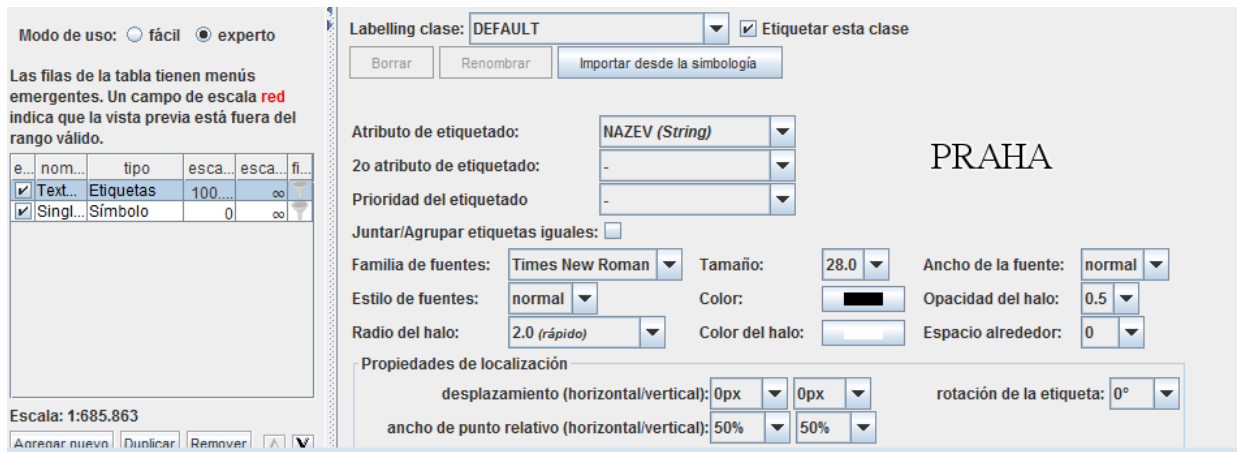 Modo de uso: fácil experto
Las filas de la tabla tienen menús
emergentes. Un campo de escala red
indica que la vista previa está fuera del
rango válido.
e... nom... tipo esca... esca... fi...
Text... Etiquetas 100.... ∞
Singl... Símbolo 0 ∞
Escala: 1:685.863
Agregar nuevo Duplicar Remover
Labelling clase: DEFAULT Etiquetar esta clase
Borrar Renombrar Importar desde la simbología
Atributo de etiquetado: NAZEV (String)
2o atributo de etiquetado: -
Prioridad del etiquetado -
PRAHA
Juntar/Agrupar etiquetas iguales:
Familia de fuentes: Times New Roman Tamaño: 28.0 Ancho de la fuente: normal
Estilo de fuentes: normal Color: Opacidad del halo: 0.5
Radio del halo: 2.0 (rápido) Color del halo: Espacio alrededor: 0
Propiedades de localización
desplazamiento (horizontal/vertical): 0px 0px rotación de la etiqueta: 0°
ancho de punto relativo (horizontal/vertical): 50% 50%